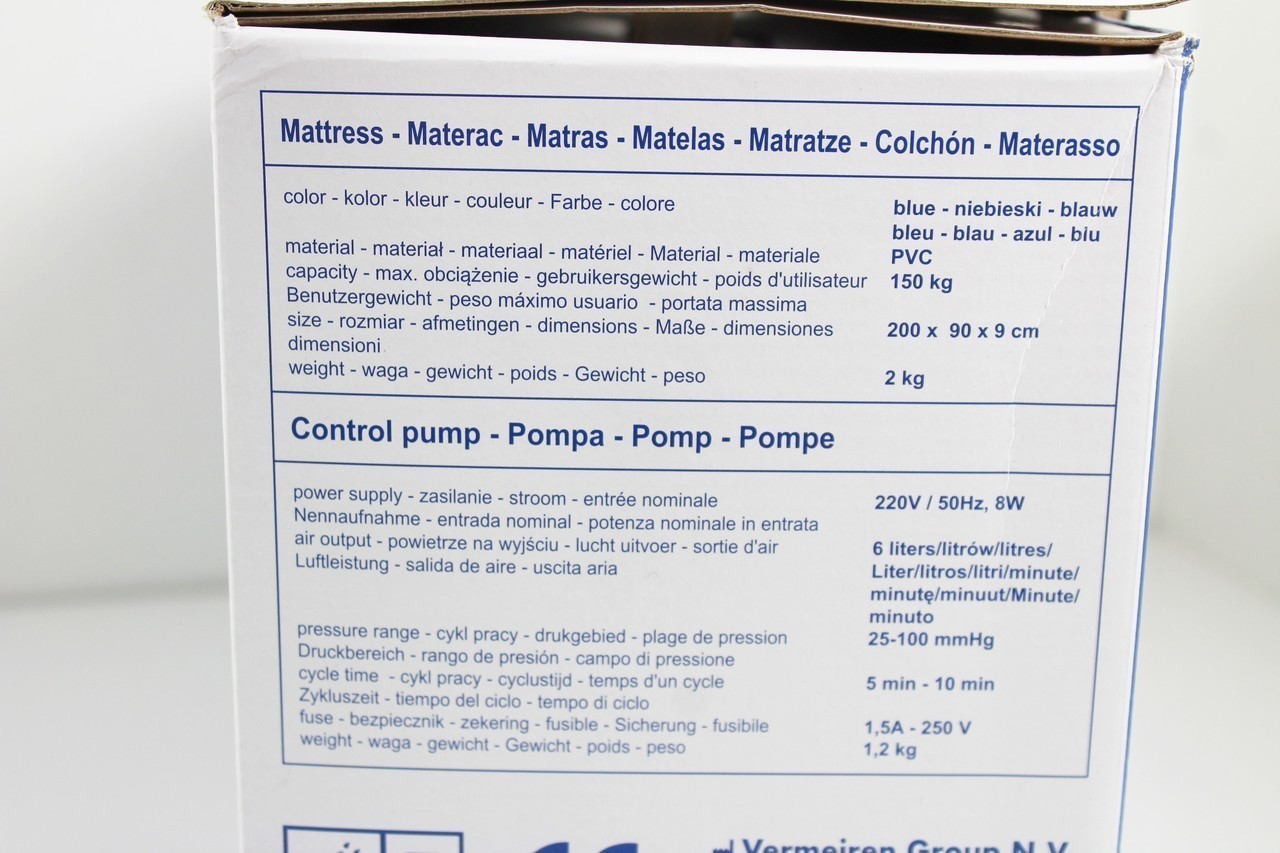 Mattress - Materac - Matras - Matelas - Matratze - Colchón - Materasso
color - kolor - kleur - couleur - Farbe - colore
blue - niebieski - blauw
bleu - blau - azul - biu
material - materiał - materiaal - matériel - Material - materiale PVC
capacity - max. obciążenie - gebruikersgewicht - poids d'utilisateur 150 kg
Benutzergewicht - peso máximo usuario - portata massima
size - rozmiar - afmetingen - dimensions - Maße - dimensiones 200 x 90 x 9 cm
dimensioni
weight - waga - gewicht - poids - Gewicht - peso 2 kg
Control pump - Pompa - Pomp - Pompe
power supply - zasilanie - stroom - entrée nominale 220V / 50Hz, 8W
Nennaufnahme - entrada nominal - potenza nominale in entrata
air output - powietrze na wyjściu - lucht uitvoer - sortie d'air 6 liters/litrów/litres/
Luftleistung - salida de aire - uscita aria Liter/litros/litri/minute/
minutę/minuut/Minute/
minuto
pressure range - cykl pracy - drukgebied - plage de pression 25-100 mmHg
Druckbereich - rango de presión - campo di pressione
cycle time - cykl pracy - cyclustijd - temps d'un cycle 5 min - 10 min
Zykluszeit - tiempo del ciclo - tempo di ciclo
fuse - bezpiecznik - zekering - fusible - Sicherung - fusibile 1,5A - 250 V
weight - waga - gewicht - Gewicht - poids - peso 1,2 kg
Vermeiren Group N.V.